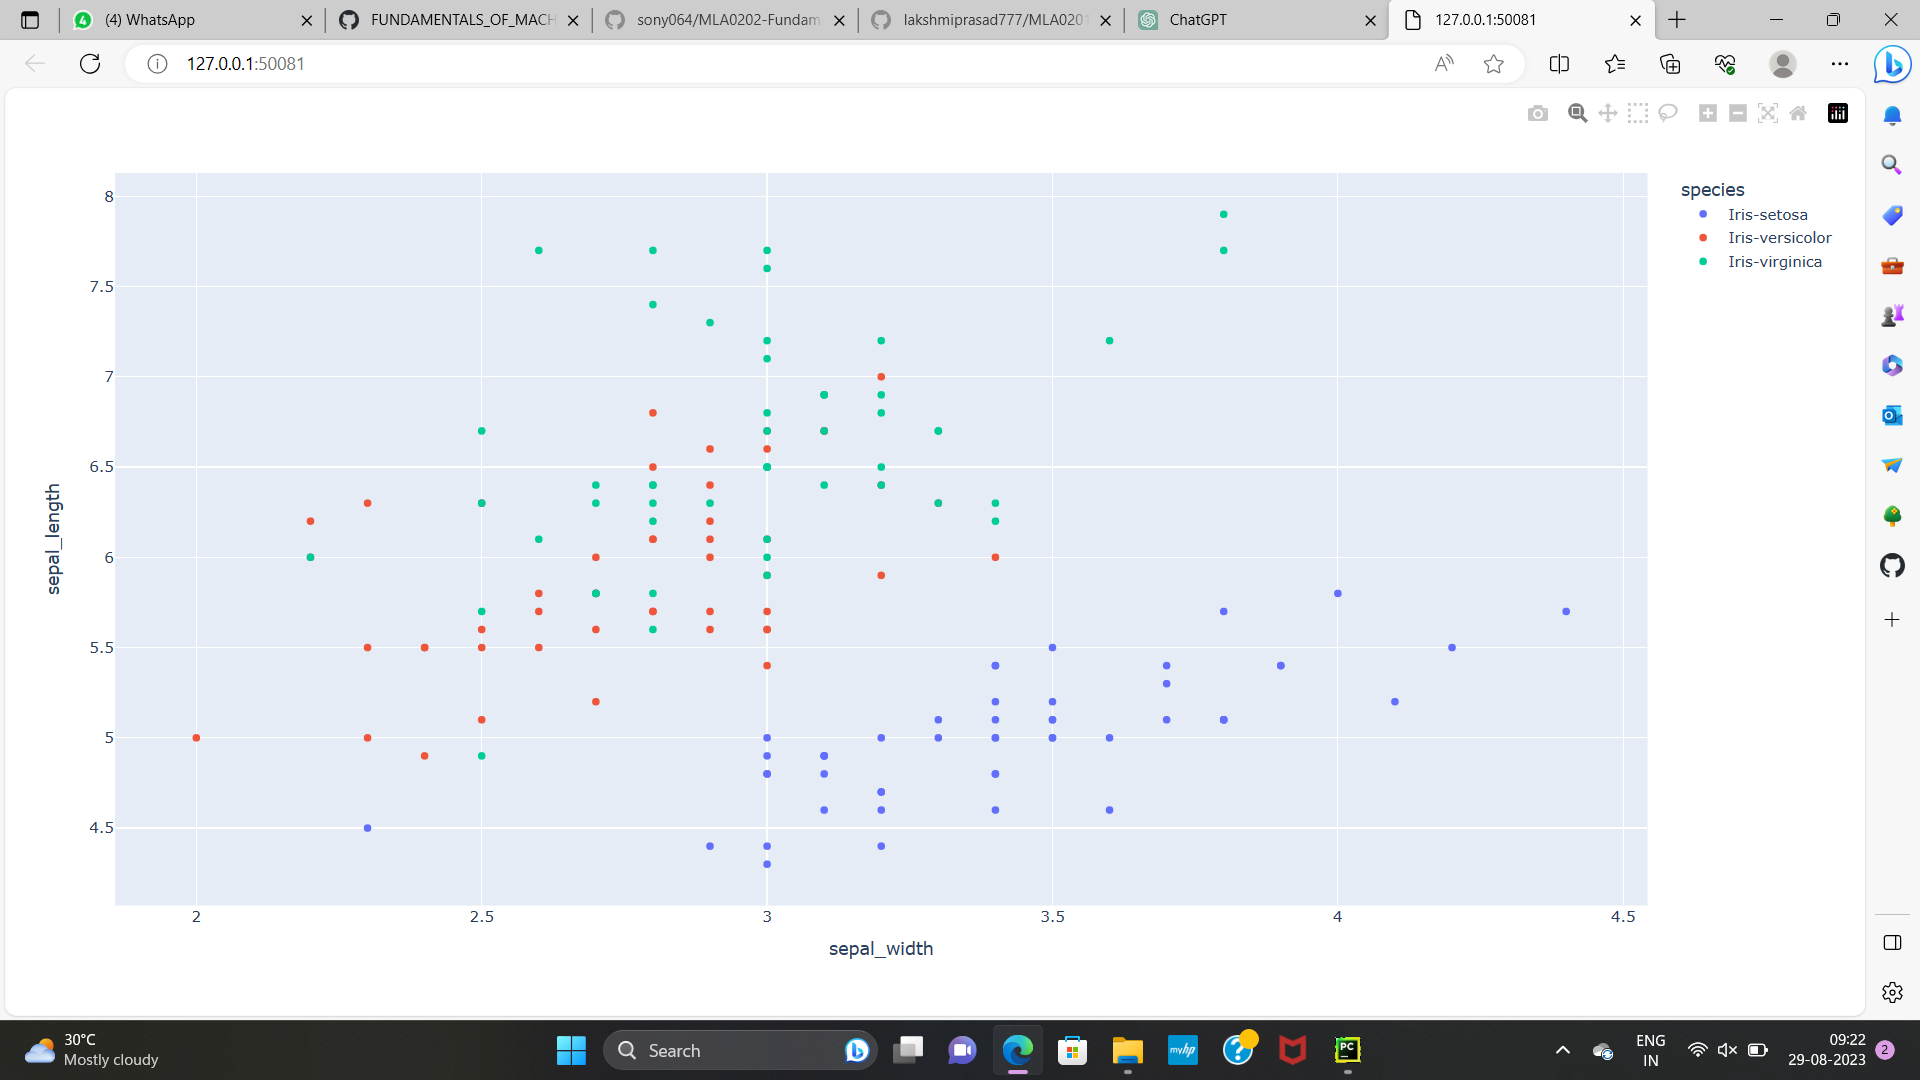 (4) WhatsApp
FUNDAMENTALS_OF_MACH
sony064/MLA0202-Fundam
lakshmiprasad777/MLA0201
ChatGPT
127.0.0.1:50081
127.0.0.1:50081
species
Iris-setosa
Iris-versicolor
Iris-virginica
8
7.5
7
6.5
6
5.5
5
4.5
sepal_length
2
2.5
3
3.5
4
4.5
sepal_width
30°C
Mostly cloudy
Search
myhp
PC
ENG
IN
09:22
29-08-2023
2